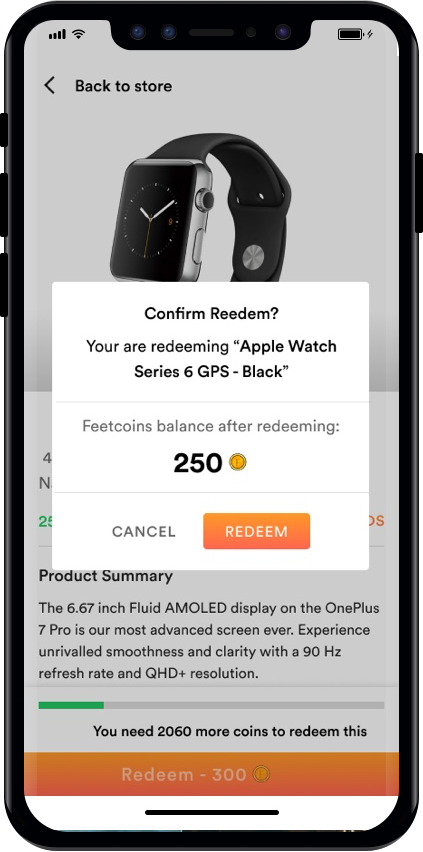 Back to store
Confirm Reedem?
Your are redeeming “Apple Watch
Series 6 GPS - Black”
Feetcoins balance after redeeming:
250
CANCEL
REDEEM
Product Summary
The 6.67 inch Fluid AMOLED display on the OnePlus
7 Pro is our most advanced screen ever. Experience
unrivalled smoothness and clarity with a 90 Hz
refresh rate and QHD+ resolution.
You need 2060 more coins to redeem this
Redeem - 300